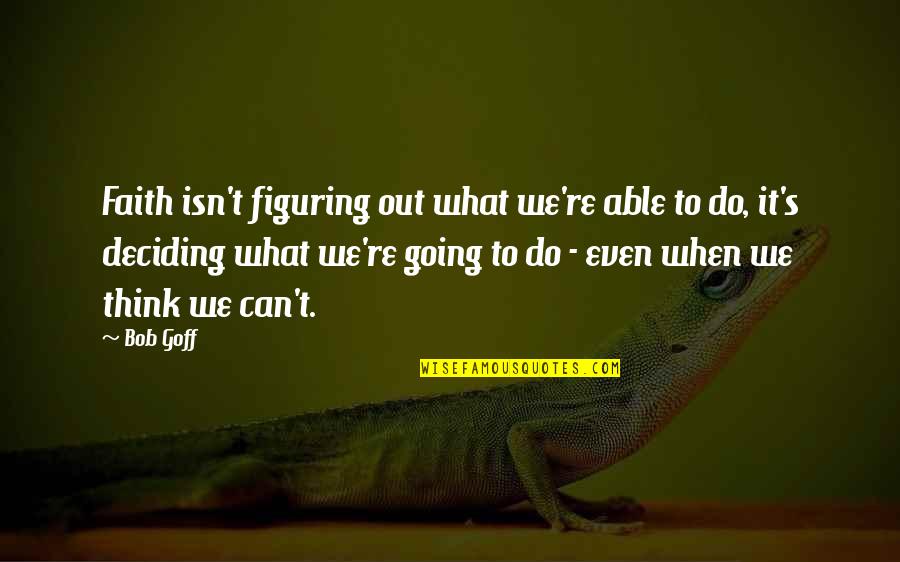 Faith isn't figuring out what we're able to do, it's
deciding what we're going to do - even when we
think we can't.
~ Bob Goff
WISEFAMOUSQUOTES.COM